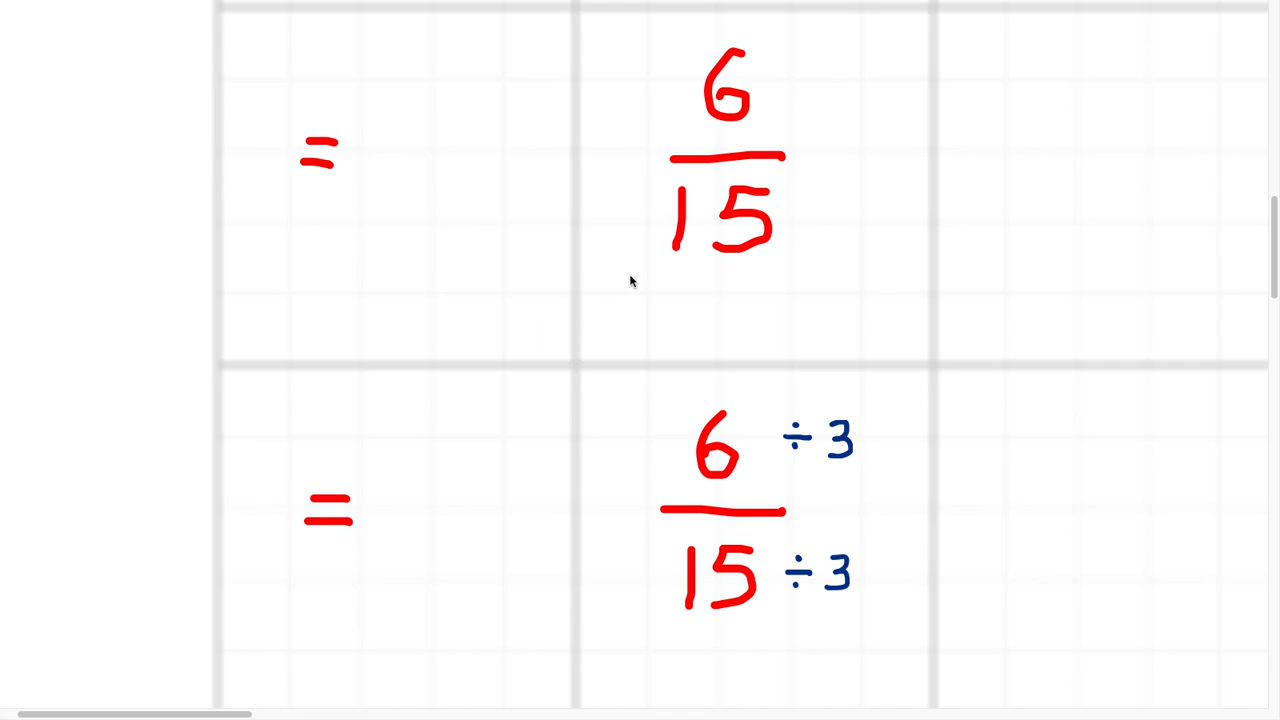 6
=
15
6 ÷ 3
=
15 ÷ 3